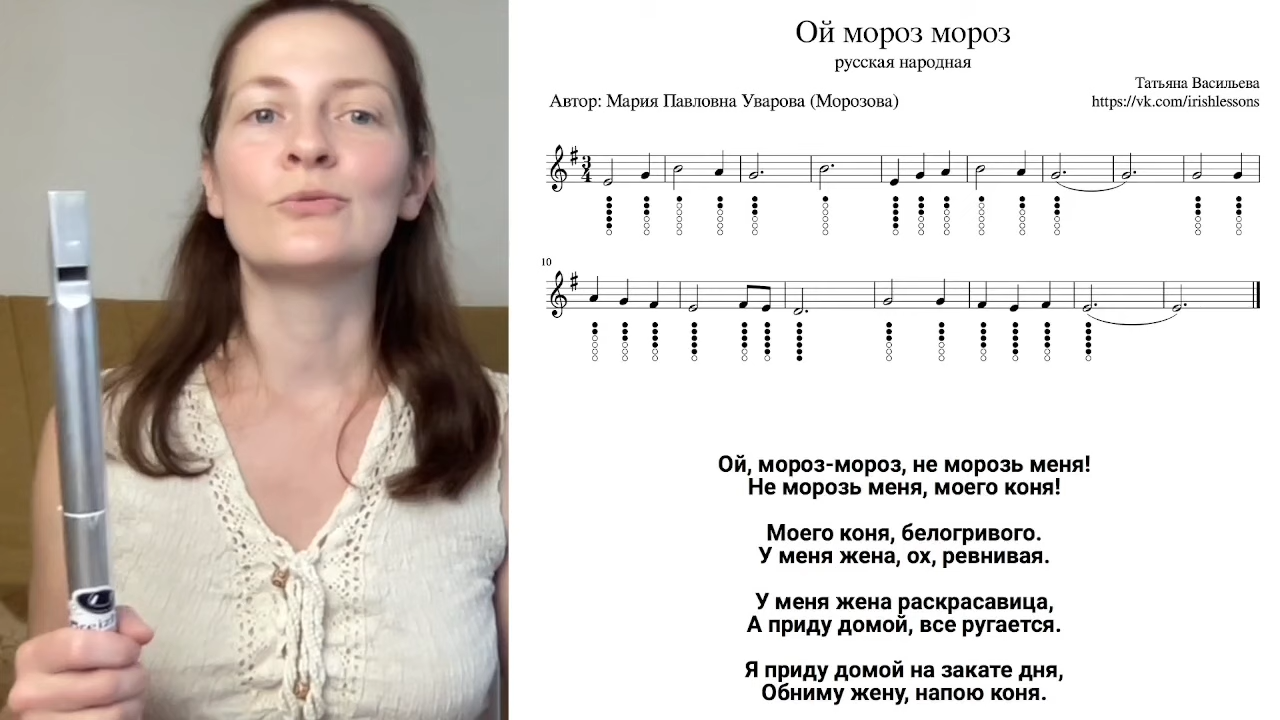 Ой мороз мороз
русская народная
Татьяна Васильева
Автор: Мария Павловна Уварова (Морозова)
https://vk.com/irishlessons
3
4
10
Ой, мороз-мороз, не морозь меня!
Не морозь меня, моего коня!
Моего коня, белогривого.
У меня жена, ох, ревнивая.
У меня жена раскрасавица,
А приду домой, все ругается.
Я приду домой на закате дня,
Обниму жену, напою коня.